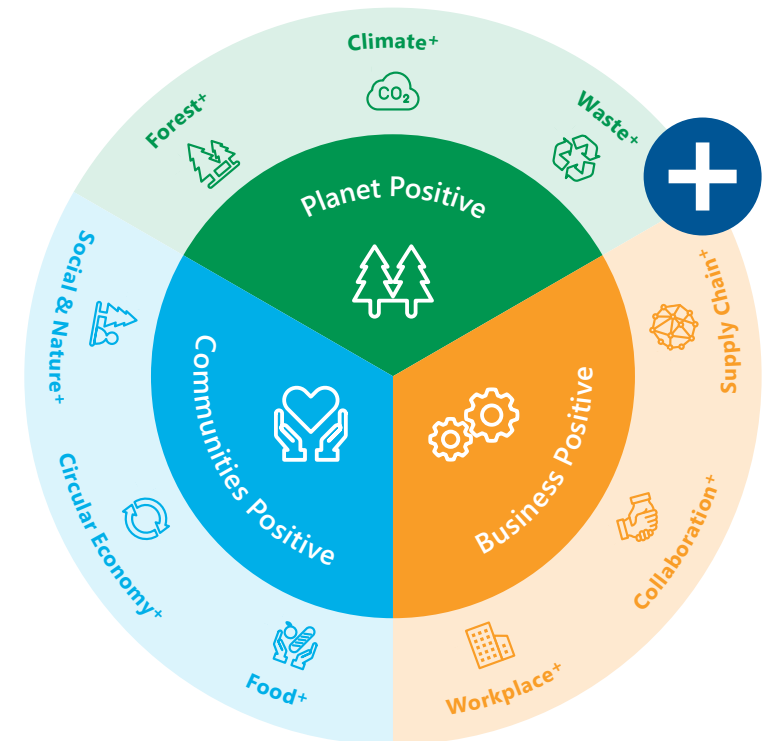 Climate⁺
Forest⁺
CO₂
Waste⁺
Planet Positive
Social & Nature⁺
Supply Chain⁺
Communities Positive
Business Positive
Circular Economy⁺
Collaboration⁺
Food⁺
Workplace⁺